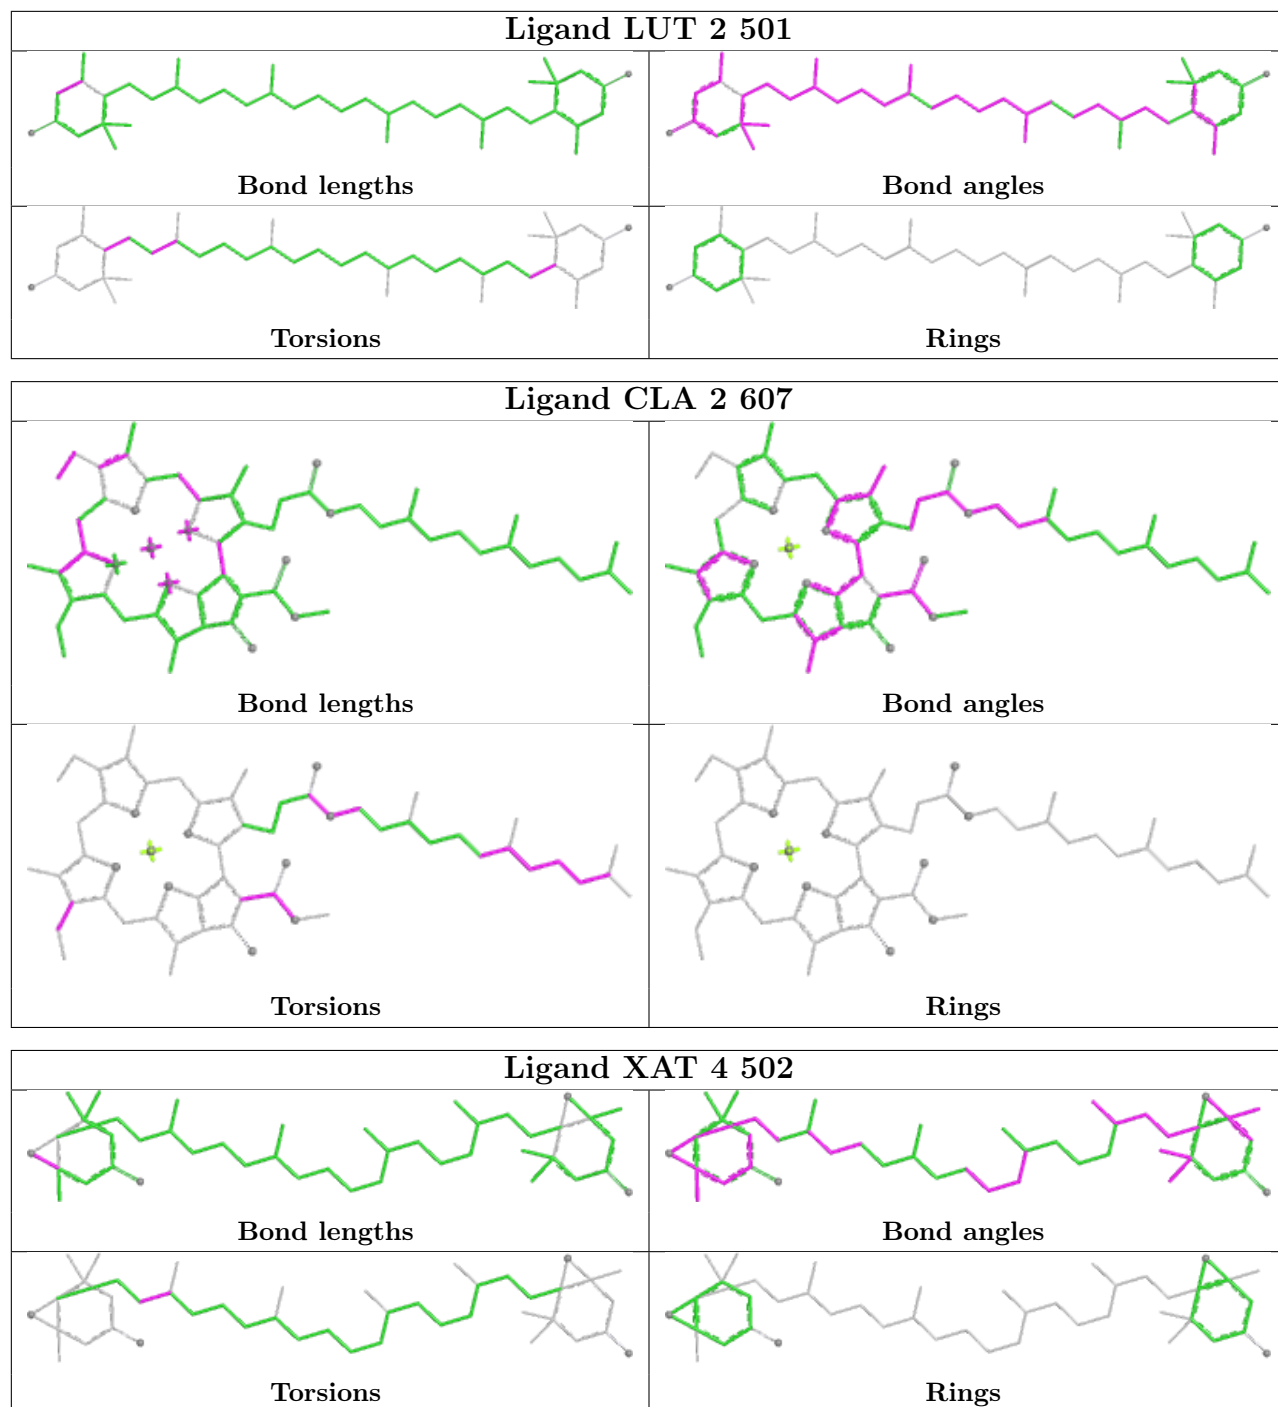 Ligand LUT 2 501
Bond lengths
Bond angles
Torsions
Rings
Ligand CLA 2 607
Bond lengths
Bond angles
Torsions
Rings
Ligand XAT 4 502
Bond lengths
Bond angles
Torsions
Rings